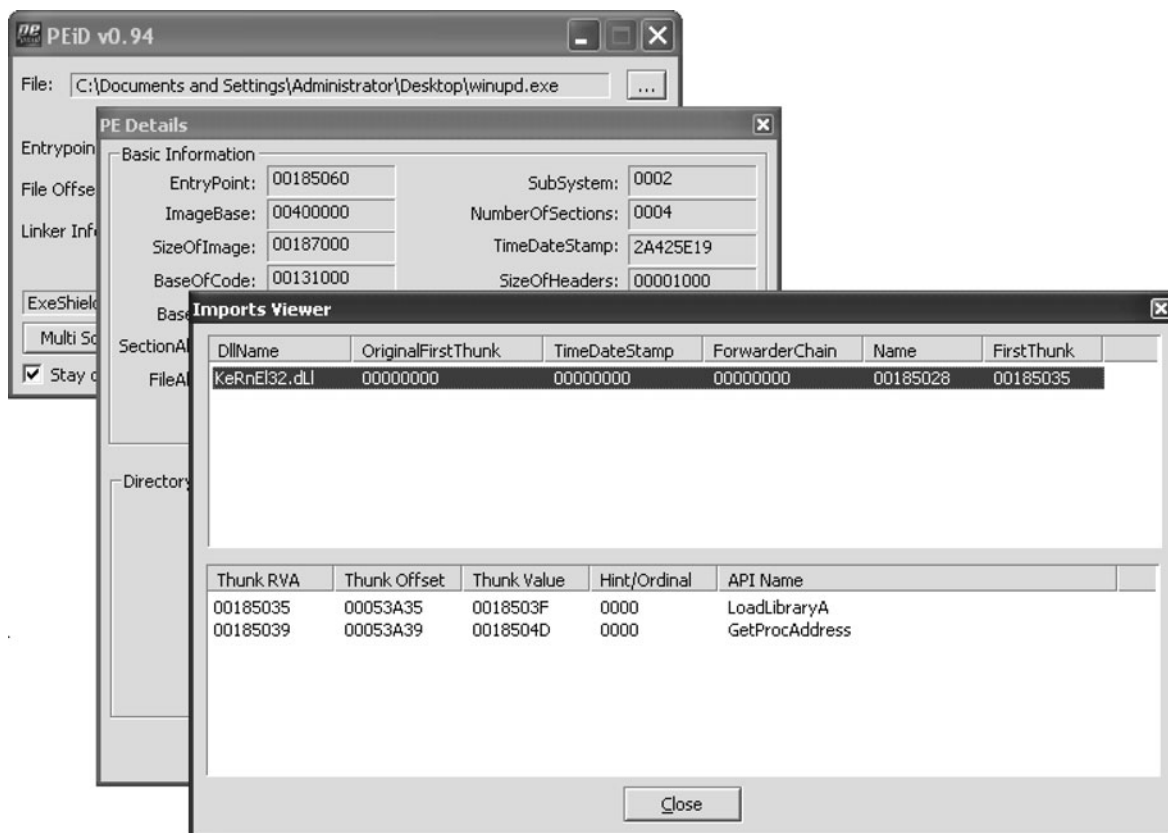 PEiD v0.94
File: C:\Documents and Settings\Administrator\Desktop\winupd.exe ...
PE Details
Entrypoin
Basic Information
EntryPoint: 00185060 SubSystem: 0002
File Offse
ImageBase: 00400000 NumberOfSections: 0004
Linker Info
SizeOfImage: 00187000 TimeDateStamp: 2A425E19
BaseOfCode: 00131000 SizeOfHeaders: 00001000
ExeShield
Base
Imports Viewer
Multi Sc
SectionAl
DllName OriginalFirstThunk TimeDateStamp ForwarderChain Name FirstThunk
Stay o
FileAl
KeRnEl32.dLl 00000000 00000000 00000000 00185028 00185035
Directory
Thunk RVA Thunk Offset Thunk Value Hint/Ordinal API Name
00185035 00053A35 0018503F 0000 LoadLibraryA
00185039 00053A39 0018504D 0000 GetProcAddress
Close